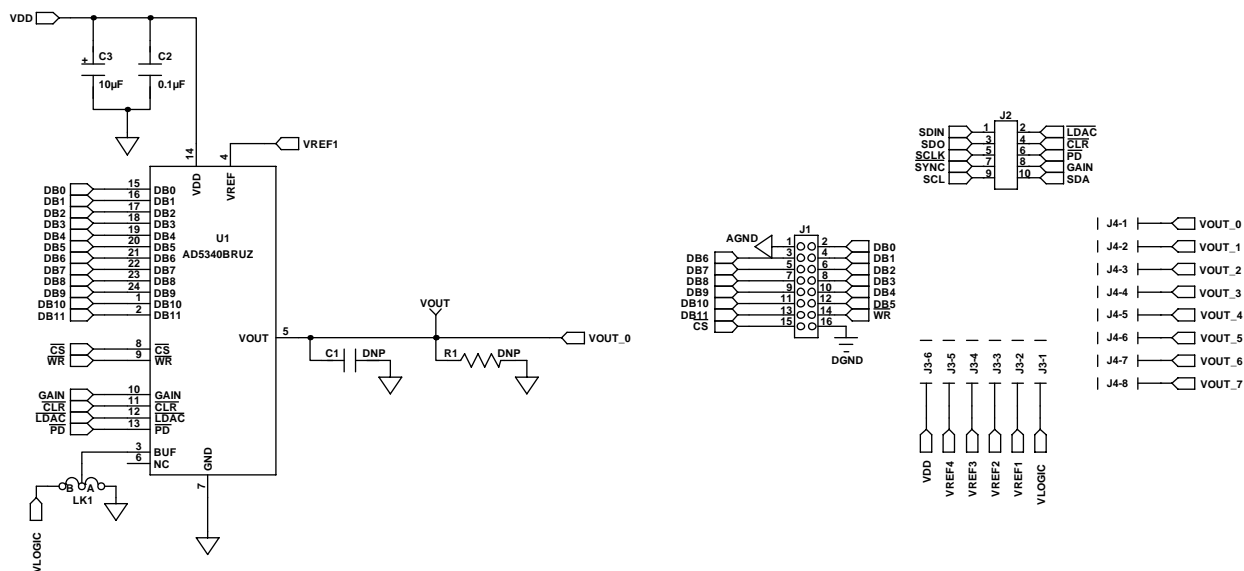 VDD
C3
+
10µF
C2
0.1µF
VREF1
14
4
VDD
VREF
U1
AD5340BRUZ
DB0 15 DB0
DB1 16 DB1
DB2 17 DB2
DB3 18 DB3
DB4 19 DB4
DB5 20 DB5
DB6 21 DB6
DB7 22 DB7
DB8 23 DB8
DB9 24 DB9
DB10 1 DB10
DB11 2 DB11
CS 8 CS
WR 9 WR
GAIN 10 GAIN
CLR 11 CLR
LDAC 12 LDAC
PD 13 PD
3 BUF
6 NC
GND
7
B A
LK1
VLOGIC
VOUT 5
C1 DNP
VOUT
R1 DNP
VOUT_0
J1
AGND 1 2 DB0
DB6 3 4 DB1
DB7 5 6 DB2
DB8 7 8 DB3
DB9 9 10 DB4
DB10 11 12 DB5
DB11 13 14 WR
CS 15 16
DGND
J2
SDIN 1 2 LDAC
SDO 3 4 CLR
SCLK 5 6 PD
SYNC 7 8 GAIN
SCL 9 10 SDA
J3-6 VDD
J3-5 VREF4
J3-4 VREF3
J3-3 VREF2
J3-2 VREF1
J3-1 VLOGIC
J4-1 VOUT_0
J4-2 VOUT_1
J4-3 VOUT_2
J4-4 VOUT_3
J4-5 VOUT_4
J4-6 VOUT_5
J4-7 VOUT_6
J4-8 VOUT_7